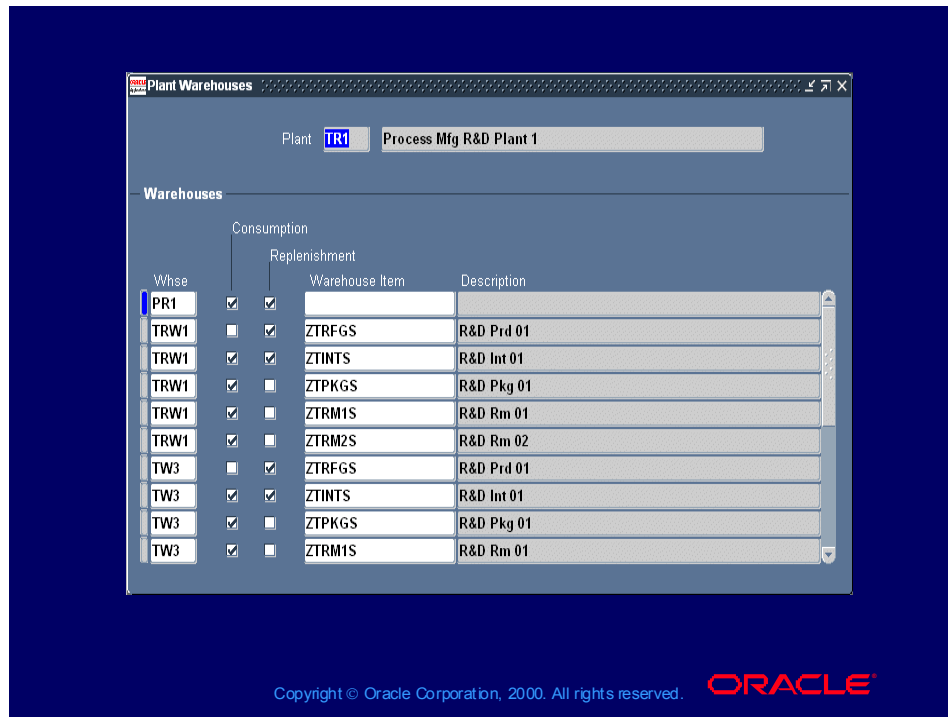 Plant Warehouses
Plant TR1 Process Mfg R&D Plant 1
Warehouses
Consumption
Replenishment
Whse Warehouse Item Description
PR1
TRW1 ZTRFGS R&D Prd 01
TRW1 ZTINTS R&D Int 01
TRW1 ZTPKGS R&D Pkg 01
TRW1 ZTRM1S R&D Rm 01
TRW1 ZTRM2S R&D Rm 02
TW3 ZTRFGS R&D Prd 01
TW3 ZTINTS R&D Int 01
TW3 ZTPKGS R&D Pkg 01
TW3 ZTRM1S R&D Rm 01
Copyright © Oracle Corporation, 2000. All rights reserved. ORACLE